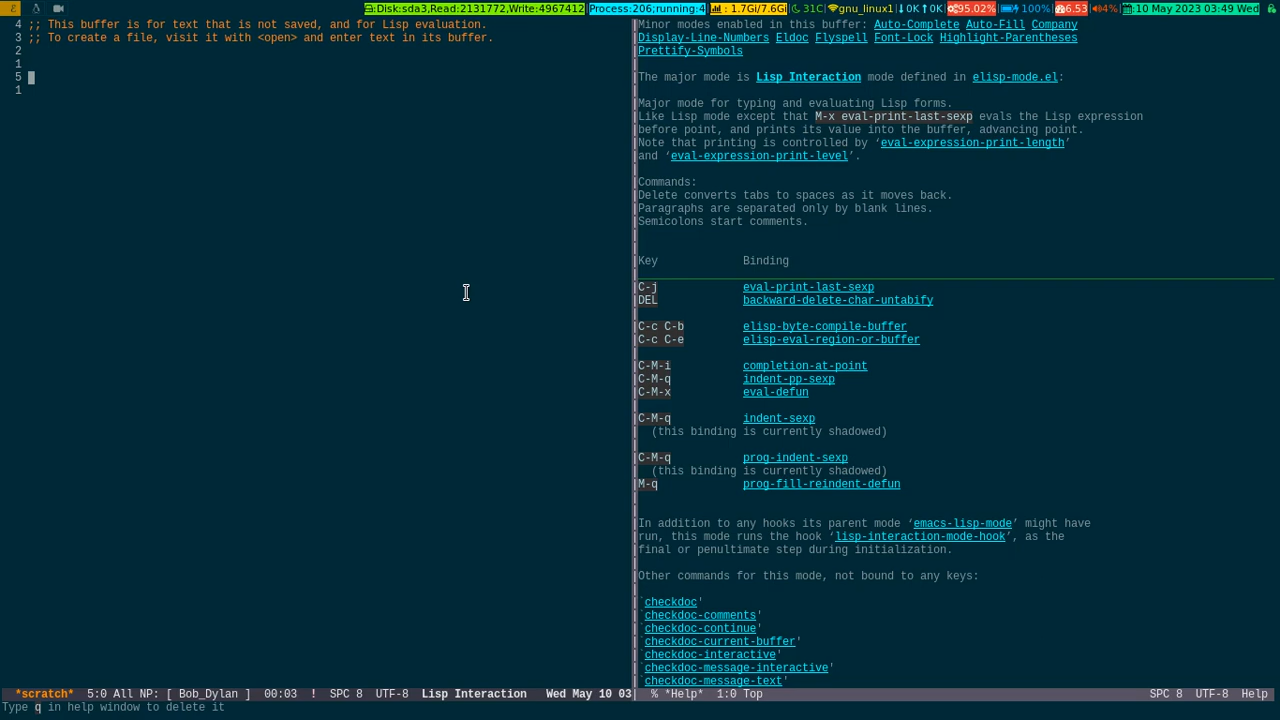 Disk:sda3,Read:2131772,Write:4967412 Process:206;running:4 : 1.7Gi/7.6Gi 31C gnu_linux1 0K 0K 95.02% 100% 6.53 4% :10 May 2023 03:49 Wed
4 ;; This buffer is for text that is not saved, and for Lisp evaluation.
3 ;; To create a file, visit it with <open> and enter text in its buffer.
2
1
5
1
*scratch* 5:0 All NP: [ Bob_Dylan ] 00:03 ! SPC 8 UTF-8 Lisp Interaction Wed May 10 03
Minor modes enabled in this buffer: Auto-Complete Auto-Fill Company
Display-Line-Numbers Eldoc Flyspell Font-Lock Highlight-Parentheses
Prettify-Symbols
The major mode is Lisp Interaction mode defined in elisp-mode.el:
Major mode for typing and evaluating Lisp forms.
Like Lisp mode except that M-x eval-print-last-sexp evals the Lisp expression
before point, and prints its value into the buffer, advancing point.
Note that printing is controlled by ‘eval-expression-print-length’
and ‘eval-expression-print-level’.
Commands:
Delete converts tabs to spaces as it moves back.
Paragraphs are separated only by blank lines.
Semicolons start comments.
Key Binding
C-j eval-print-last-sexp
DEL backward-delete-char-untabify
C-c C-b elisp-byte-compile-buffer
C-c C-e elisp-eval-region-or-buffer
C-M-i completion-at-point
C-M-q indent-pp-sexp
C-M-x eval-defun
C-M-q indent-sexp
(this binding is currently shadowed)
C-M-q prog-indent-sexp
(this binding is currently shadowed)
M-q prog-fill-reindent-defun
In addition to any hooks its parent mode ‘emacs-lisp-mode’ might have
run, this mode runs the hook ‘lisp-interaction-mode-hook’, as the
final or penultimate step during initialization.
Other commands for this mode, not bound to any keys:
`checkdoc'
`checkdoc-comments'
`checkdoc-continue'
`checkdoc-current-buffer'
`checkdoc-interactive'
`checkdoc-message-interactive'
`checkdoc-message-text'
% *Help* 1:0 Top SPC 8 UTF-8 Help
Type q in help window to delete it